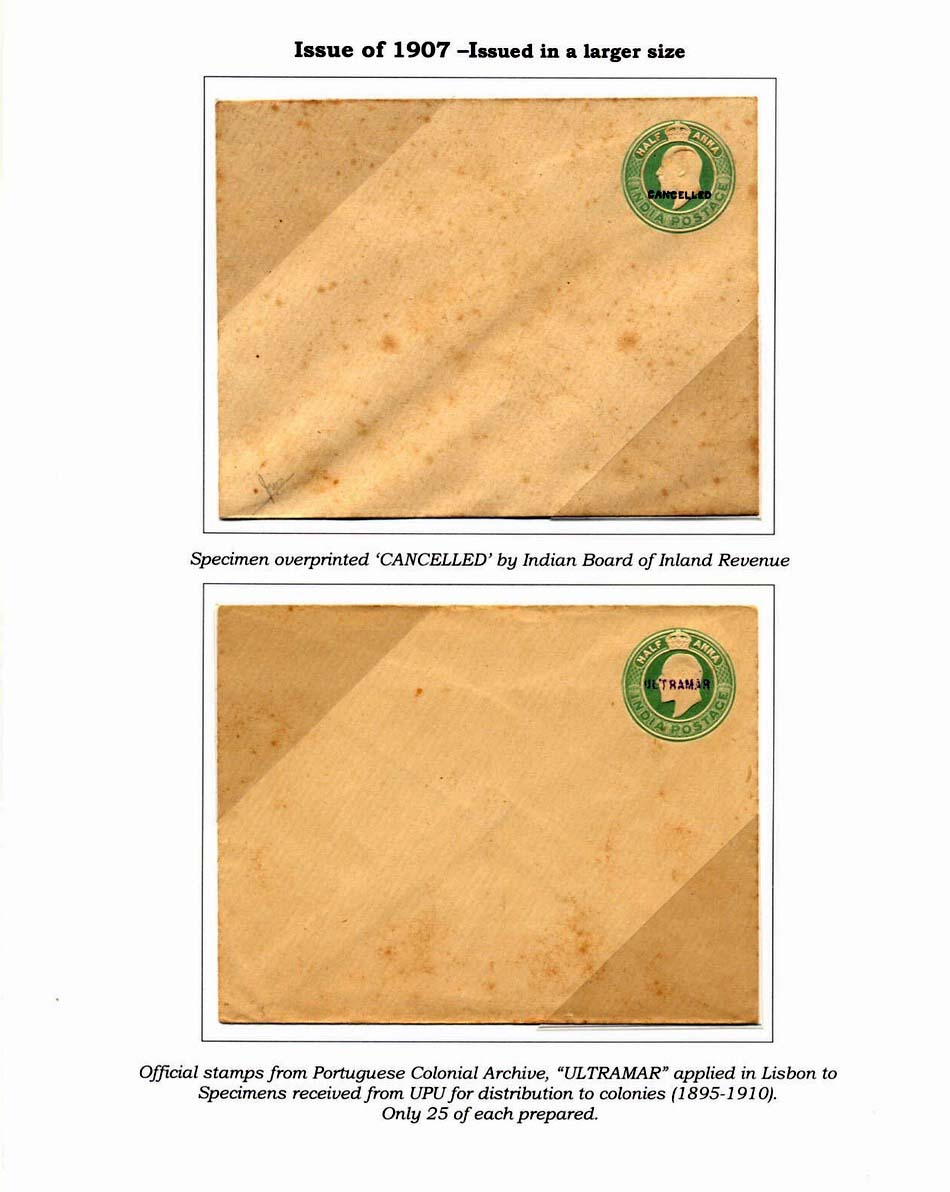 Issue of 1907 –Issued in a larger size
HALF ANNA
CANCELLED
INDIA POSTAGE
Specimen overprinted 'CANCELLED' by Indian Board of Inland Revenue
HALF ANNA
ULTRAMAR
INDIA POSTAGE
Official stamps from Portuguese Colonial Archive, "ULTRAMAR" applied in Lisbon to
Specimens received from UPU for distribution to colonies (1895-1910).
Only 25 of each prepared.